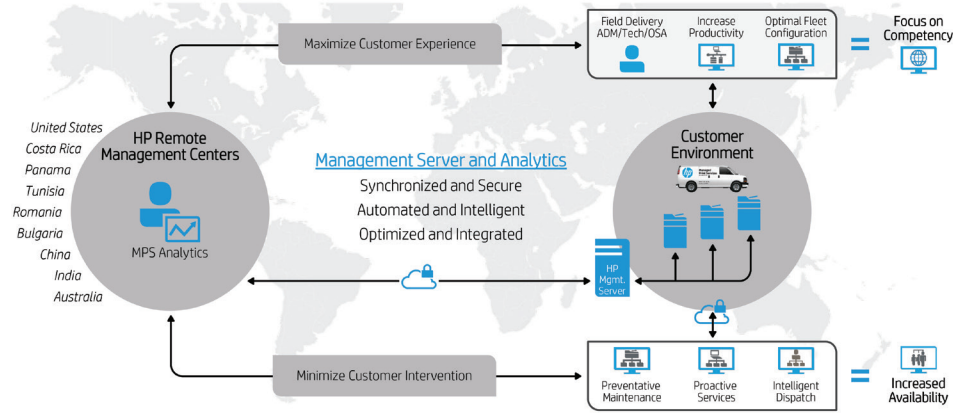 Maximize Customer Experience
Field Delivery
ADM/Tech/OSA
Increase
Productivity
Optimal Fleet
Configuration
=
Focus on
Competency
United States
Costa Rica
Panama
Tunisia
Romania
Bulgaria
China
India
Australia
HP Remote
Management Centers
MPS Analytics
Management Server and Analytics
Synchronized and Secure
Automated and Intelligent
Optimized and Integrated
Customer
Environment
hp
HP
Mgmt.
Server
Minimize Customer Intervention
Preventative
Maintenance
Proactive
Services
Intelligent
Dispatch
=
Increased
Availability